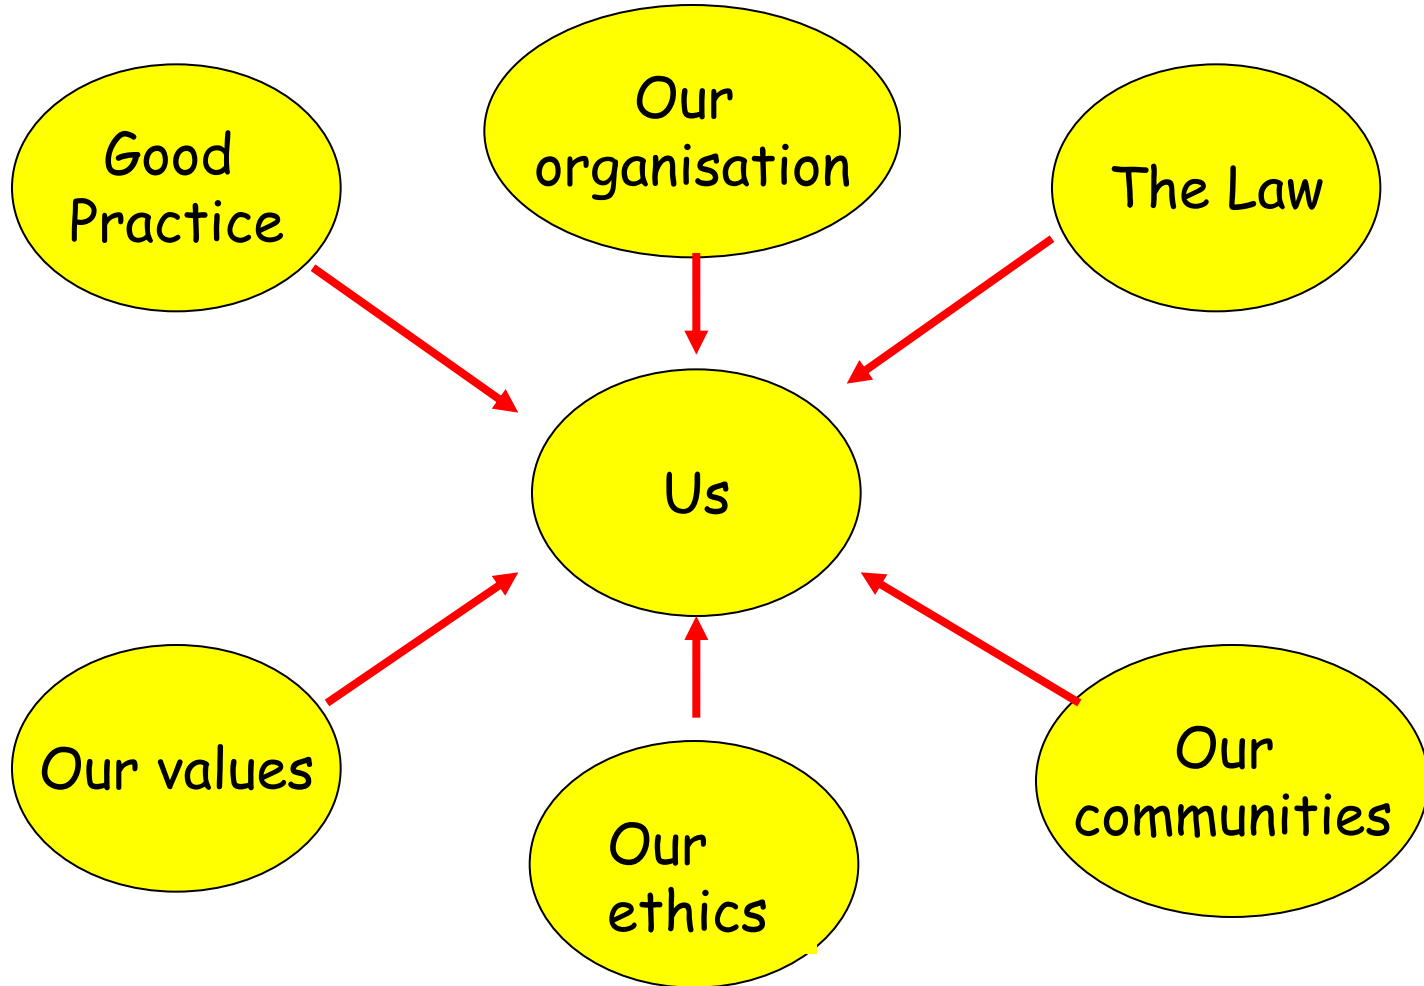 Good
Practice
Our
organisation
The Law
Us
Our values
Our
ethics
Our
communities